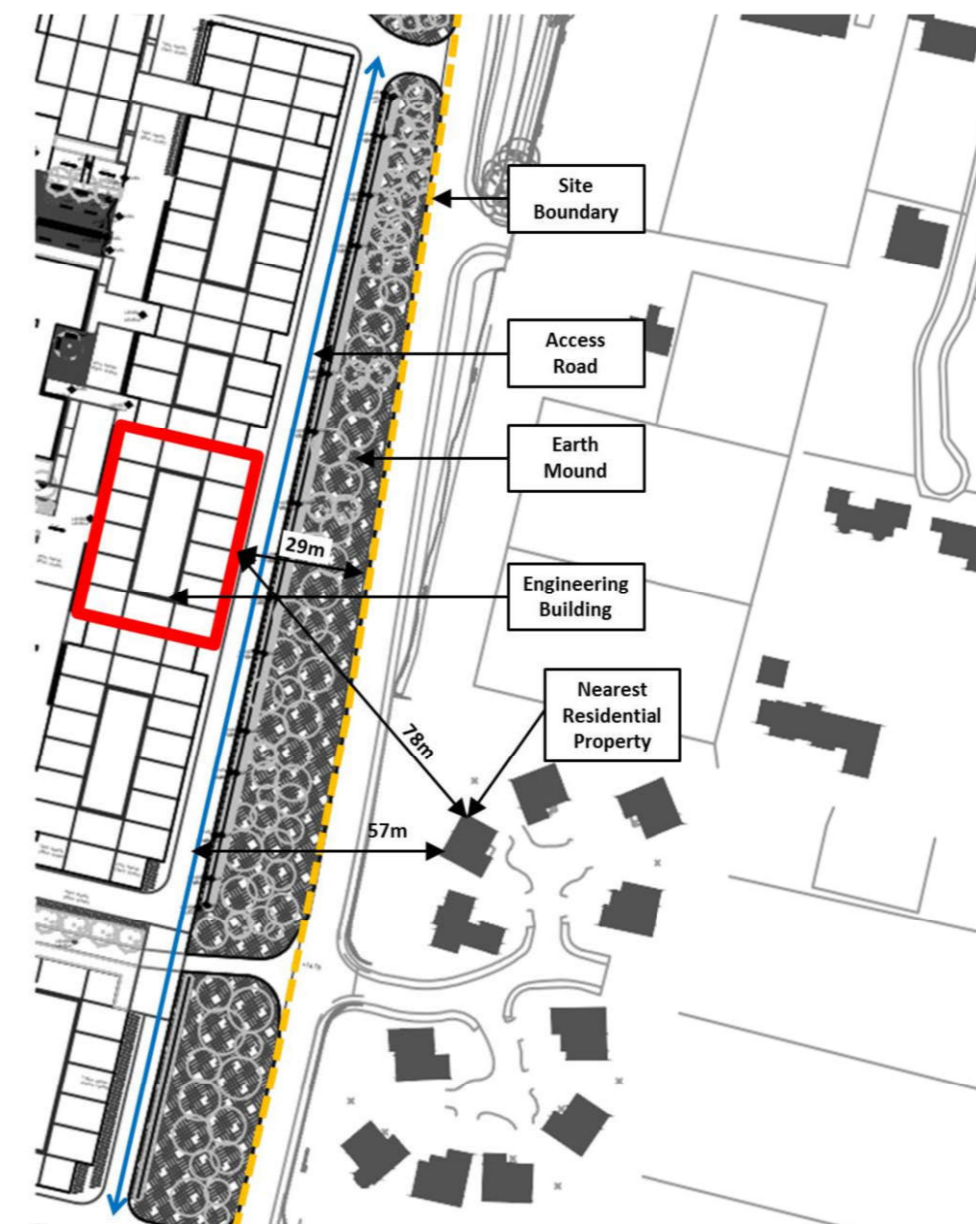 Site
Boundary
Access
Road
Earth
Mound
29m
Engineering
Building
Nearest
Residential
Property
78m
57m